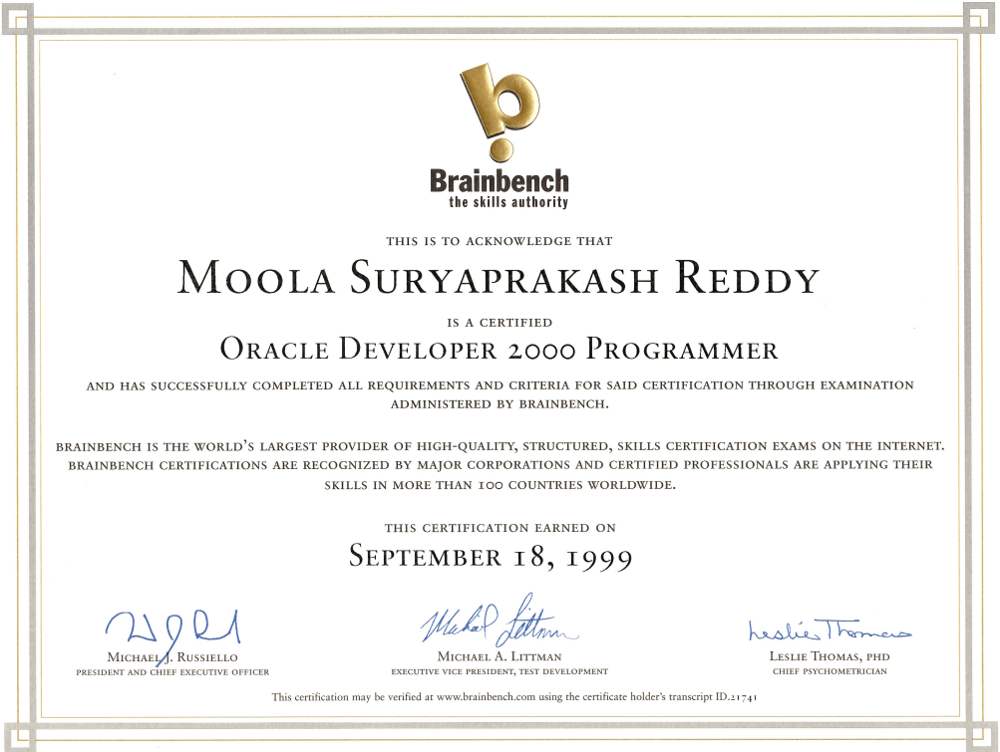 Brainbench
the skills authority
THIS IS TO ACKNOWLEDGE THAT
MOOLA SURYAPRAKASH REDDY
IS A CERTIFIED
ORACLE DEVELOPER 2000 PROGRAMMER
AND HAS SUCCESSFULLY COMPLETED ALL REQUIREMENTS AND CRITERIA FOR SAID CERTIFICATION THROUGH EXAMINATION
ADMINISTERED BY BRAINBENCH.
BRAINBENCH IS THE WORLD'S LARGEST PROVIDER OF HIGH-QUALITY, STRUCTURED, SKILLS CERTIFICATION EXAMS ON THE INTERNET.
BRAINBENCH CERTIFICATIONS ARE RECOGNIZED BY MAJOR CORPORATIONS AND CERTIFIED PROFESSIONALS ARE APPLYING THEIR
SKILLS IN MORE THAN 100 COUNTRIES WORLDWIDE.
THIS CERTIFICATION EARNED ON
SEPTEMBER 18, 1999
Michael Littman
Leslie Thomas
MICHAEL J. RUSSIELLO
PRESIDENT AND CHIEF EXECUTIVE OFFICER
MICHAEL A. LITTMAN
EXECUTIVE VICE PRESIDENT, TEST DEVELOPMENT
LESLIE THOMAS, PHD
CHIEF PSYCHOMETRICIAN
This certification may be verified at www.brainbench.com using the certificate holder's transcript ID.21741